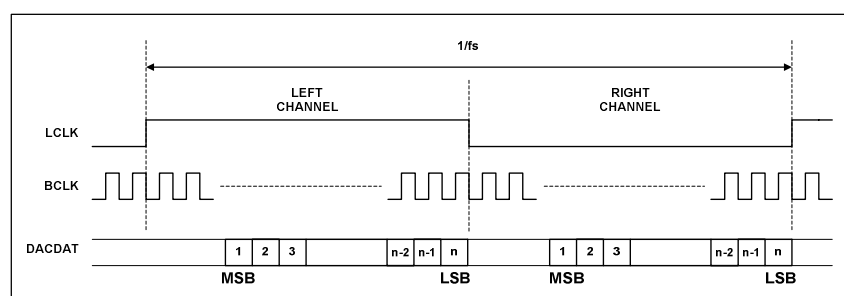 1/fs
LEFT
CHANNEL
RIGHT
CHANNEL
LCLK
BCLK
DACDAT
1 2 3 n-2 n-1 n 1 2 3 n-2 n-1 n
MSB LSB MSB LSB